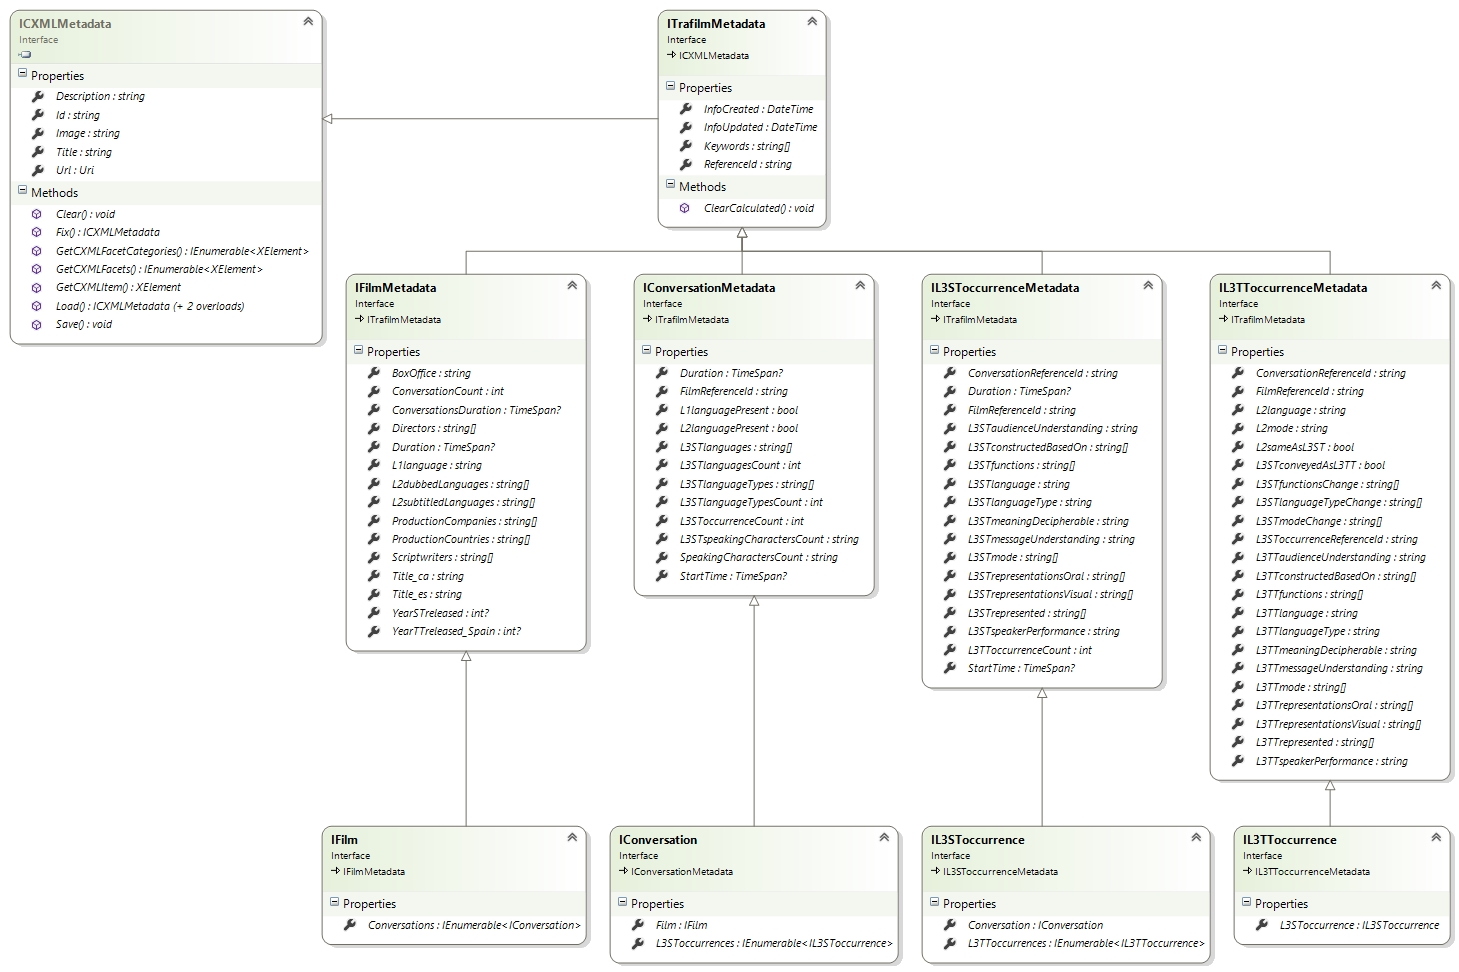 ICXMLMetadata
Interface
Properties
Description : string
Id : string
Image : string
Title : string
Url : Uri
Methods
Clear() : void
Fix() : ICXMLMetadata
GetCXMLFacetCategories() : IEnumerable<XElement>
GetCXMLFacets() : IEnumerable<XElement>
GetCXMLItem() : XElement
Load() : ICXMLMetadata (+ 2 overloads)
Save() : void
ITrafilmMetadata
Interface
ICXMLMetadata
Properties
InfoCreated : DateTime
InfoUpdated : DateTime
Keywords : string[]
ReferenceId : string
Methods
ClearCalculated() : void
IFilmMetadata
Interface
ITrafilmMetadata
Properties
BoxOffice : string
ConversationCount : int
ConversationsDuration : TimeSpan?
Directors : string[]
Duration : TimeSpan?
L1language : string
L2dubbedLanguages : string[]
L2subtitledLanguages : string[]
ProductionCompanies : string[]
ProductionCountries : string[]
Scriptwriters : string[]
Title_ca : string
Title_es : string
YearSTreleased : int?
YearTTreleased_Spain : int?
IConversationMetadata
Interface
ITrafilmMetadata
Properties
Duration : TimeSpan?
FilmReferenceId : string
L1languagePresent : bool
L2languagePresent : bool
L3STlanguages : string[]
L3STlanguagesCount : int
L3STlanguageTypes : string[]
L3STlanguageTypesCount : int
L3SToccurrenceCount : int
L3STspeakingCharactersCount : string
SpeakingCharactersCount : string
StartTime : TimeSpan?
IL3SToccurrenceMetadata
Interface
ITrafilmMetadata
Properties
ConversationReferenceId : string
Duration : TimeSpan?
FilmReferenceId : string
L3STaudienceUnderstanding : string
L3STconstructedBasedOn : string[]
L3STfunctions : string[]
L3STlanguage : string
L3STlanguageType : string
L3STmeaningDecipherable : string
L3STmessageUnderstanding : string
L3STmode : string[]
L3STrepresentationsOral : string[]
L3STrepresentationsVisual : string[]
L3STrepresented : string[]
L3STspeakerPerformance : string
L3TToccurrenceCount : int
StartTime : TimeSpan?
IL3TToccurrenceMetadata
Interface
ITrafilmMetadata
Properties
ConversationReferenceId : string
FilmReferenceId : string
L2language : string
L2mode : string
L2sameAsL3ST : bool
L3STconveyedAsL3TT : bool
L3STfunctionsChange : string[]
L3STlanguageTypeChange : string[]
L3STmodeChange : string[]
L3SToccurrenceReferenceId : string
L3TTaudienceUnderstanding : string
L3TTconstructedBasedOn : string[]
L3TTfunctions : string[]
L3TTlanguage : string
L3TTlanguageType : string
L3TTmeaningDecipherable : string
L3TTmessageUnderstanding : string
L3TTmode : string[]
L3TTrepresentationsOral : string[]
L3TTrepresentationsVisual : string[]
L3TTrepresented : string[]
L3TTspeakerPerformance : string
IFilm
Interface
IFilmMetadata
Properties
Conversations : IEnumerable<IConversation>
IConversation
Interface
IConversationMetadata
Properties
Film : IFilm
L3SToccurrences : IEnumerable<IL3SToccurrence>
IL3SToccurrence
Interface
IL3SToccurrenceMetadata
Properties
Conversation : IConversation
L3TToccurrences : IEnumerable<IL3TToccurrence>
IL3TToccurrence
Interface
IL3TToccurrenceMetadata
Properties
L3SToccurrence : IL3SToccurrence